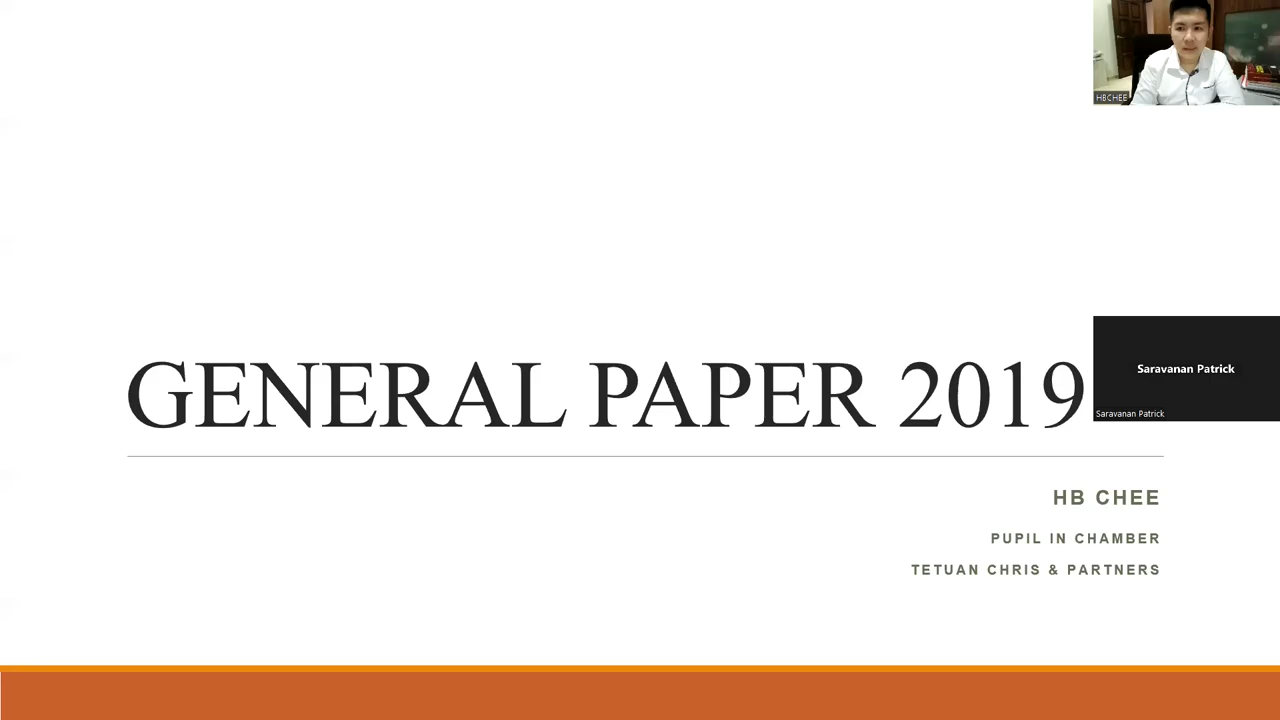 HBCHEE
GENERAL PAPER 2019
Saravanan Patrick
Saravanan Patrick
HB CHEE
PUPIL IN CHAMBER
TETUAN CHRIS & PARTNERS